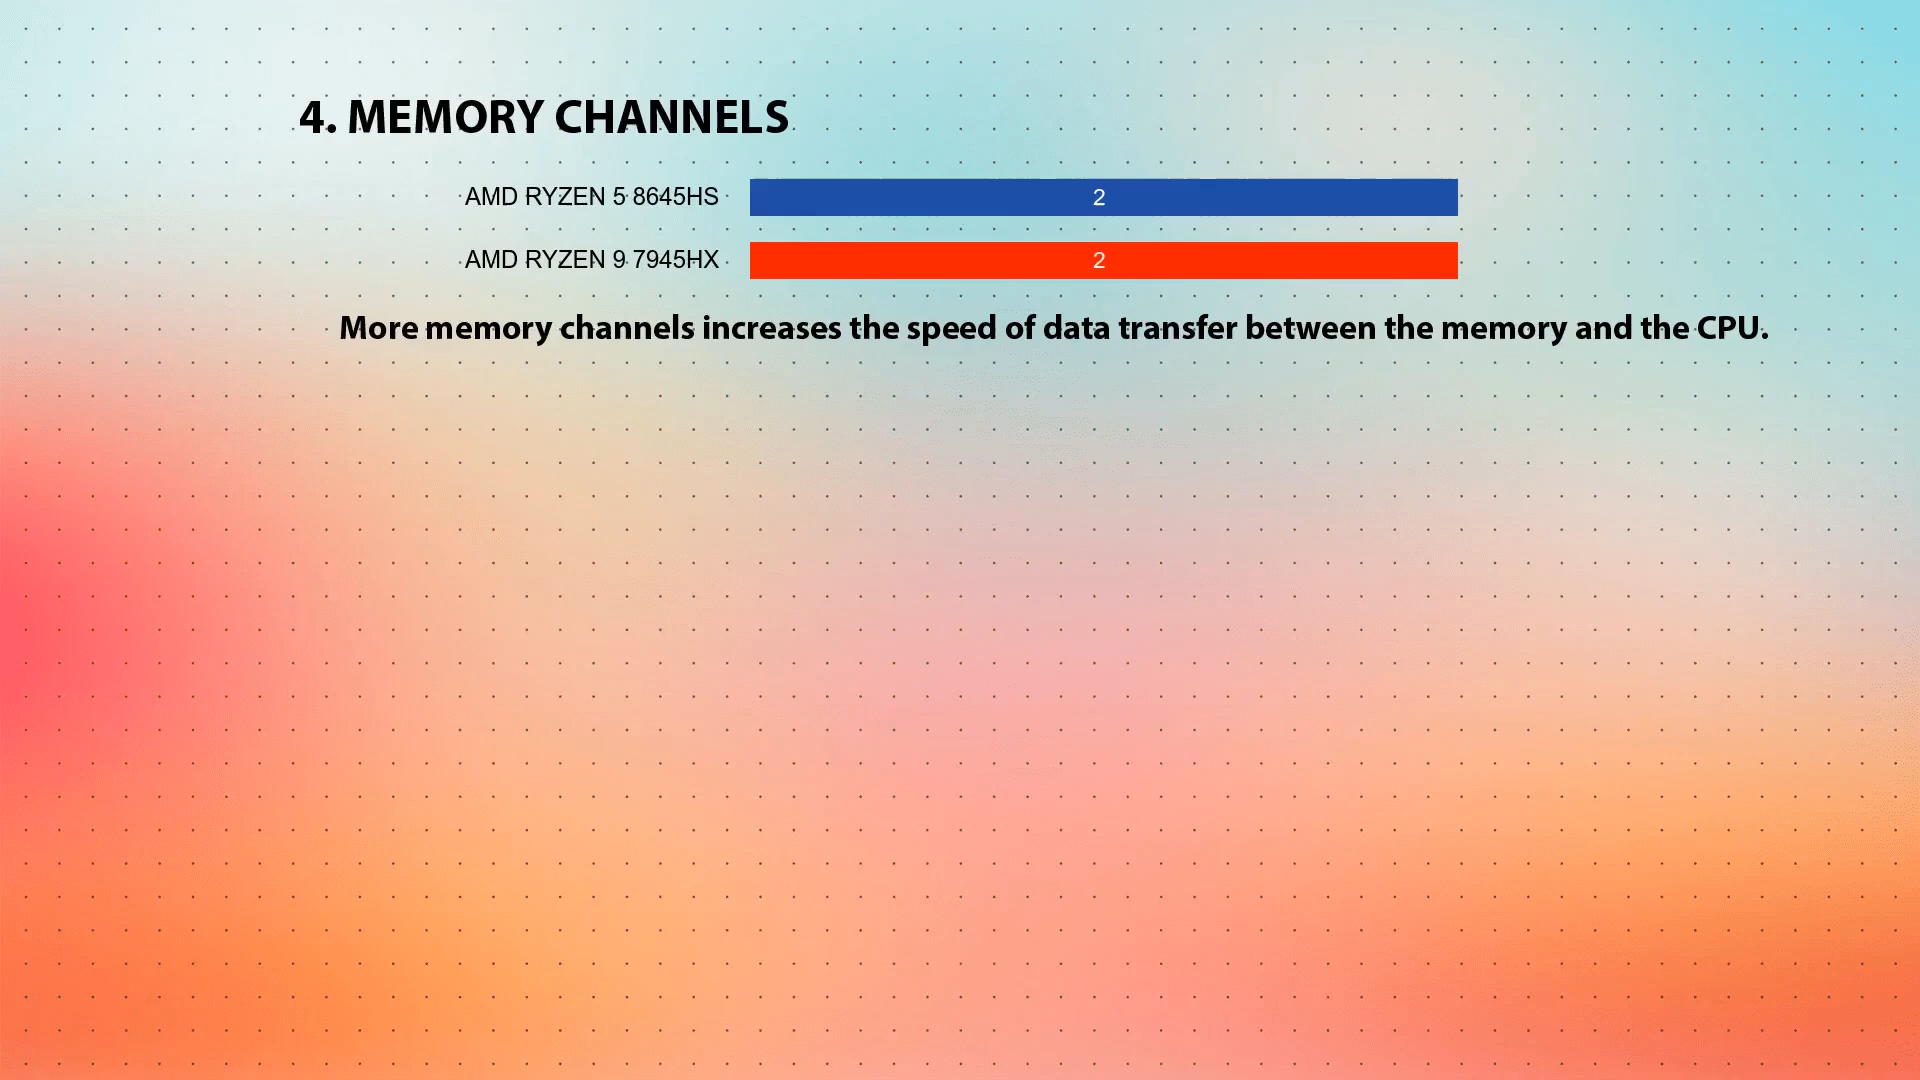 4. MEMORY CHANNELS
AMD RYZEN 5 8645HS 2
AMD RYZEN 9 7945HX 2
More memory channels increases the speed of data transfer between the memory and the CPU.